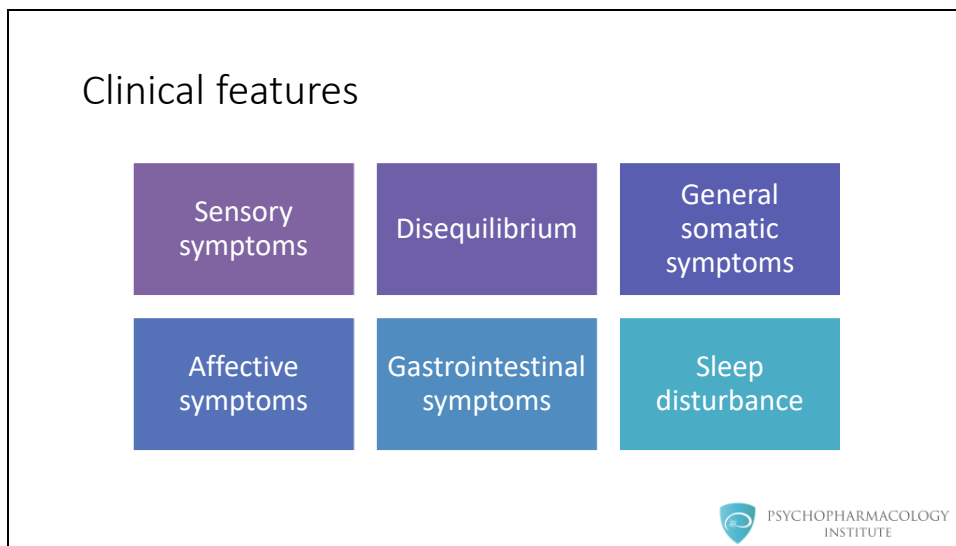 Clinical features
Sensory
symptoms
Disequilibrium
General
somatic
symptoms
Affective
symptoms
Gastrointestinal
symptoms
Sleep
disturbance
PSYCHOPHARMACOLOGY
INSTITUTE